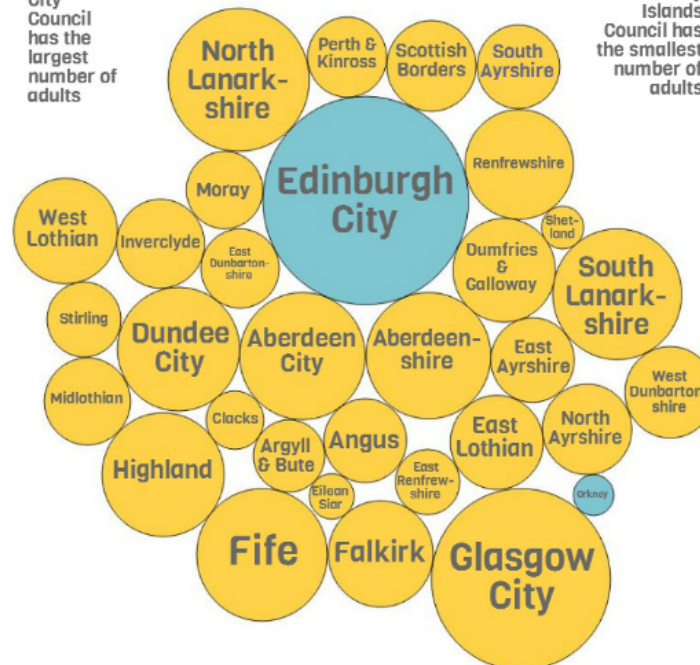 City
Council
has the
largest
number of
adults
Islands
Council has
the smallest
number of
adults
North
Lanark-
shire
Perth &
Kinross
Scottish
Borders
South
Ayrshire
Moray
Edinburgh
City
Renfrewshire
West
Lothian
Inverclyde
East
Dunbarton-
shire
Shet-
land
Dumfries
&
Galloway
South
Lanark-
shire
Stirling
Dundee
City
Aberdeen
City
Aberdeen-
shire
East
Ayrshire
West
Dunbarton
shire
Midlothian
Clacks
Highland
Argyll
& Bute
Angus
East
Lothian
North
Ayrshire
East
Renfrew-
shire
Eilean
Siar
Orkney
Fife
Falkirk
Glasgow
City